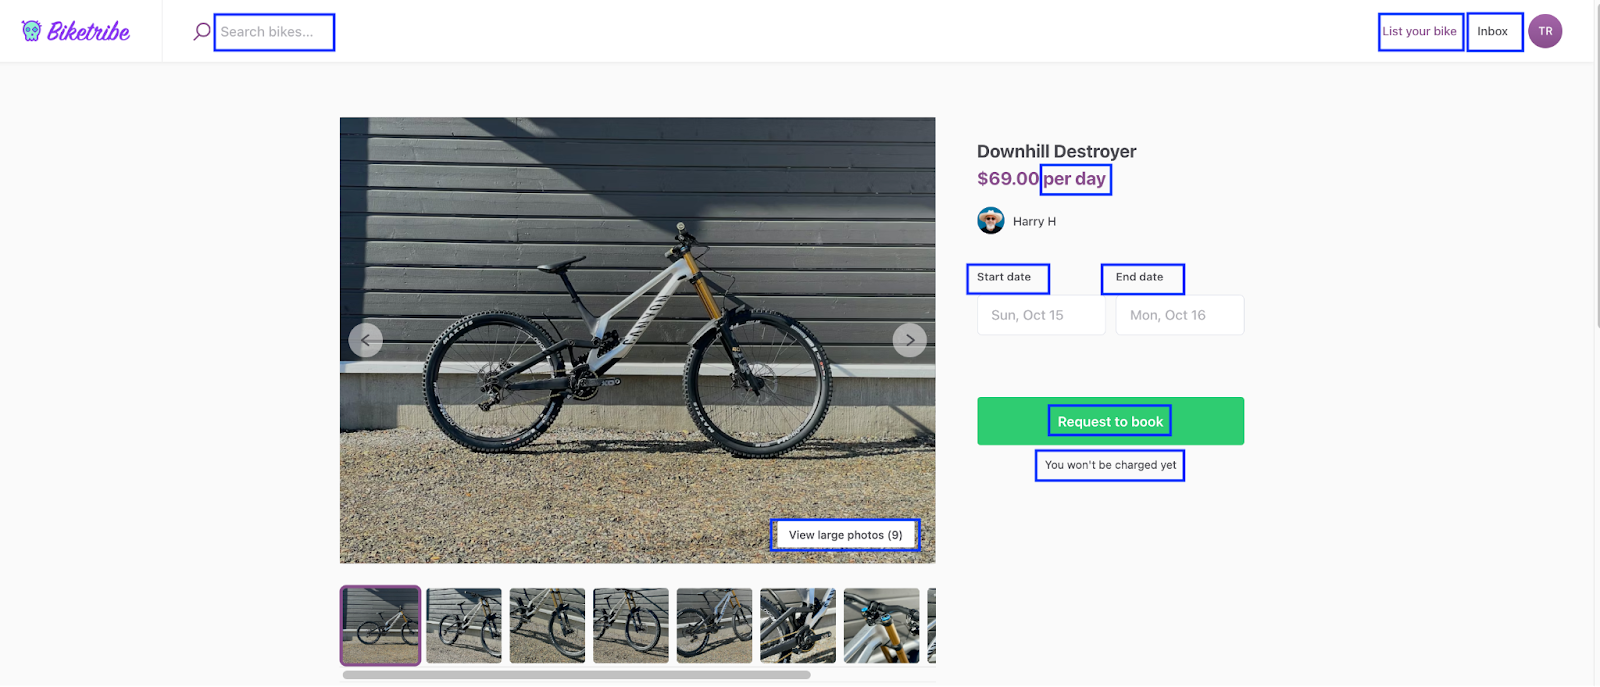 Biketribe
Search bikes...
List your bike
Inbox
TR
Downhill Destroyer
$69.00 per day
Harry H
Start date
End date
Sun, Oct 15
Mon, Oct 16
Request to book
You won't be charged yet
View large photos (9)